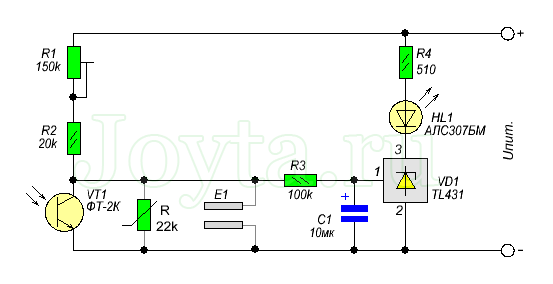 +
R1
150k
R4
510
HL1
АЛС307БМ
R2
20k
Joyta.ru
Uпит.
3
R3
1
VD1
TL431
100k
E1
VT1
ФТ-2К
R
22k
+
C1
10мк
2
-